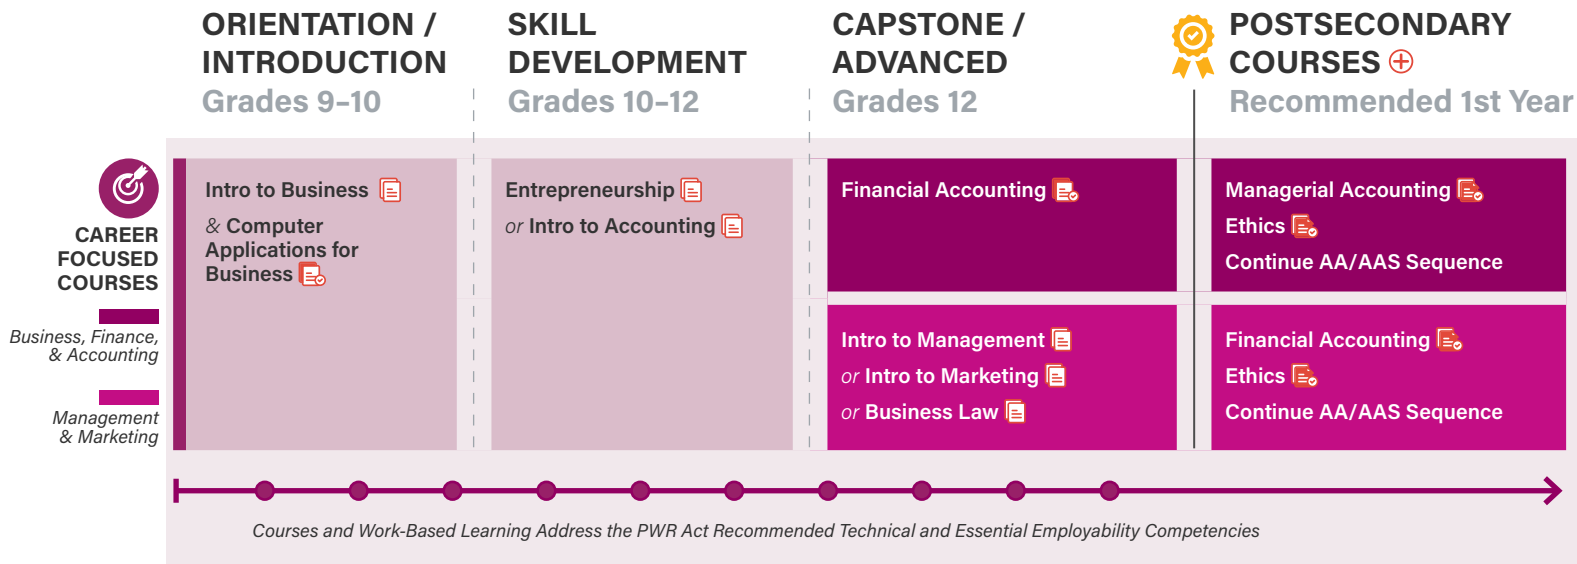 ORIENTATION /
INTRODUCTION
Grades 9–10
SKILL
DEVELOPMENT
Grades 10–12
CAPSTONE /
ADVANCED
Grades 12
POSTSECONDARY
COURSES
Recommended 1st Year
CAREER
FOCUSED
COURSES
Business, Finance,
& Accounting
Management
& Marketing
Intro to Business
& Computer
Applications for
Business
Entrepreneurship
or Intro to Accounting
Financial Accounting
Managerial Accounting
Ethics
Continue AA/AAS Sequence
Intro to Management
or Intro to Marketing
or Business Law
Financial Accounting
Ethics
Continue AA/AAS Sequence
Courses and Work-Based Learning Address the PWR Act Recommended Technical and Essential Employability Competencies